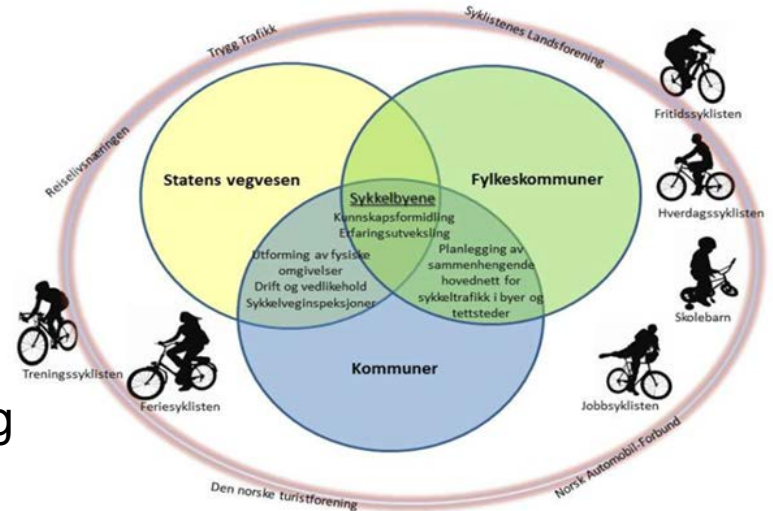 Trygg Trafikk
Syklistenes Landsforening
Reiselivsnæringen
Fritidssyklisten
Statens vegvesen
Fylkeskommuner
Hverdagssyklisten
Sykkelbyene
Kunnskapsformidling
Erfaringsutveksling
Utforming av fysiske
omgivelser
Drift og vedlikehold
Sykkelveginspeksjoner
Planlegging av
sammenhengende
hovednett for
sykkeltrafikk i byer og
tettsteder
Skolebarn
Kommuner
Treningssyklisten
Feriesyklisten
Jobbsyklisten
g
Den norske turistforening
Norsk Automobil-Forbund